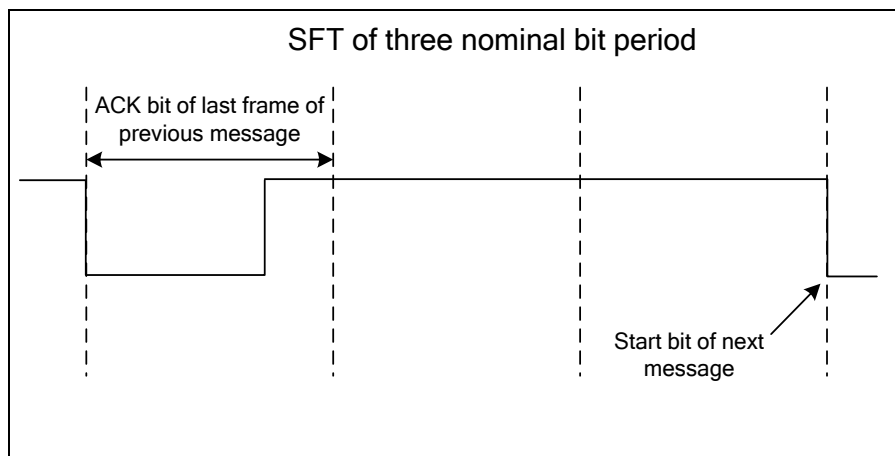 SFT of three nominal bit period
ACK bit of last frame of
previous message
Start bit of next
message